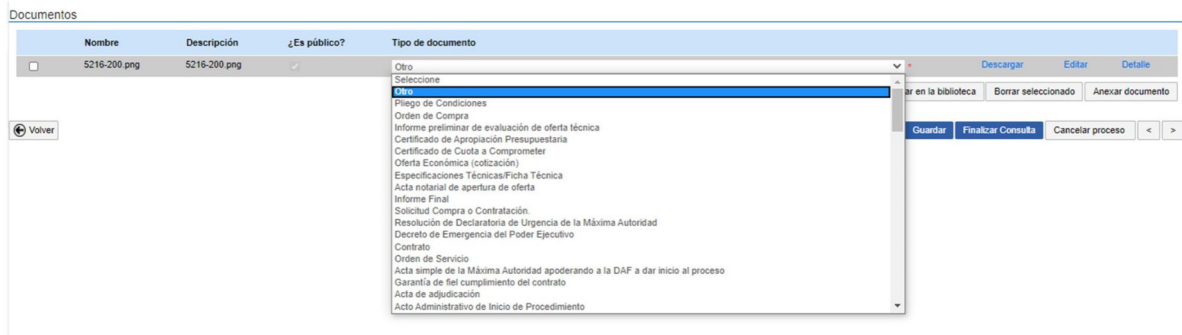 Documentos
Nombre Descripción ¿Es público? Tipo de documento
5216-200.png 5216-200.png Otro * Descargar Editar Detalle
Seleccione
Otro
ar en la biblioteca Borrar seleccionado Anexar documento
Pliego de Condiciones
Orden de Compra
Volver
Informe preliminar de evaluación de oferta técnica
Guardar Finalizar Consulta Cancelar proceso < >
Certificado de Apropiación Presupuestaria
Certificado de Cuota a Comprometer
Oferta Económica (cotización)
Especificaciones Técnicas/Ficha Técnica
Acta notarial de apertura de oferta
Informe Final
Solicitud Compra o Contratación.
Resolución de Declaratoria de Urgencia de la Máxima Autoridad
Decreto de Emergencia del Poder Ejecutivo
Contrato
Orden de Servicio
Acta simple de la Máxima Autoridad apoderando a la DAF a dar inicio al proceso
Garantía de fiel cumplimiento del contrato
Acta de adjudicación
Acto Administrativo de Inicio de Procedimiento